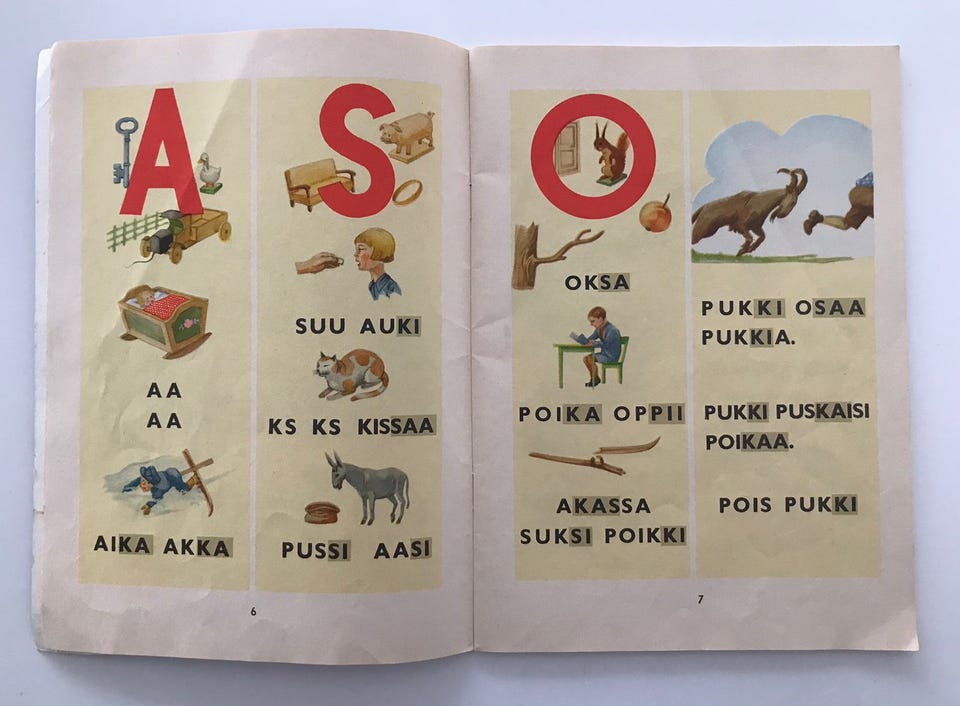 A
AA
AA
AIKA AKKA
S
SUU AUKI
KS KS KISSAA
PUSSI AASI
6
O
OKSA
POIKA OPPII
AKASSA
SUKSI POIKKI
PUKKI OSAA
PUKKIA.
PUKKI PUSKAISI
POIKAA.
POIS PUKKI
7